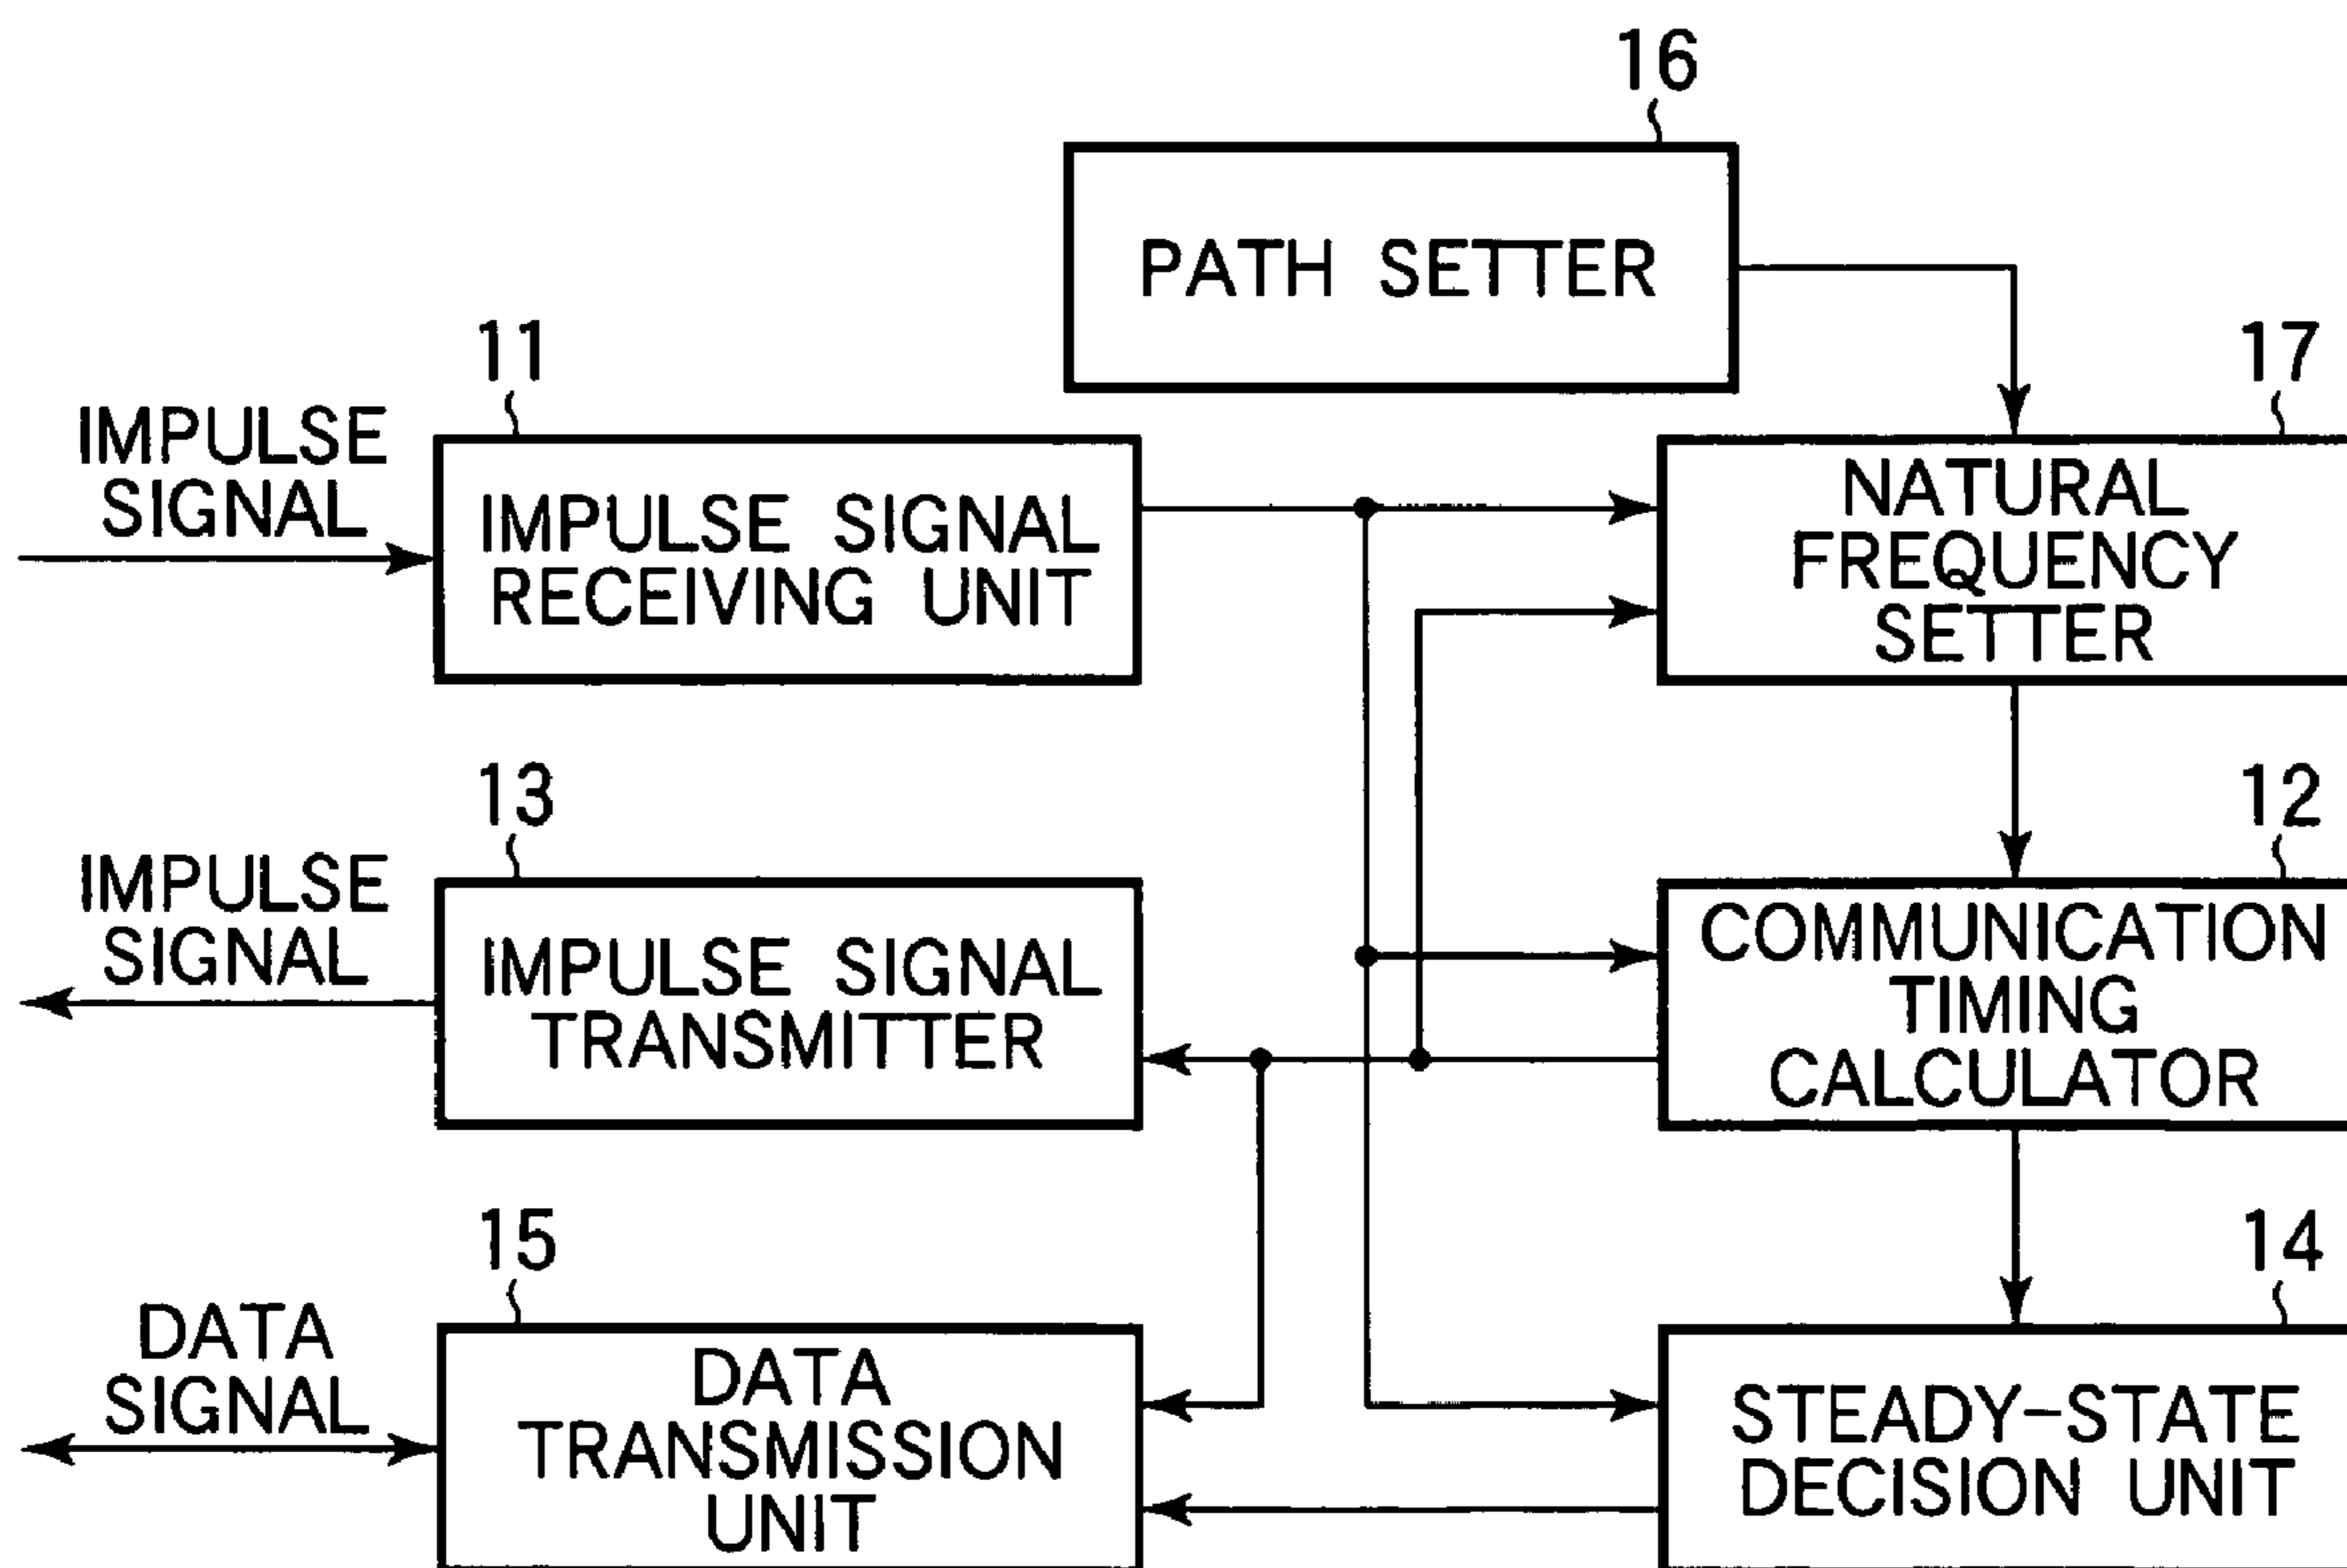 16
PATH SETTER
11
17
IMPULSE
SIGNAL
IMPULSE SIGNAL
RECEIVING UNIT
NATURAL
FREQUENCY
SETTER
13
12
IMPULSE
SIGNAL
IMPULSE SIGNAL
TRANSMITTER
COMMUNICATION
TIMING
CALCULATOR
15
14
DATA
SIGNAL
DATA
TRANSMISSION
UNIT
STEADY-STATE
DECISION UNIT